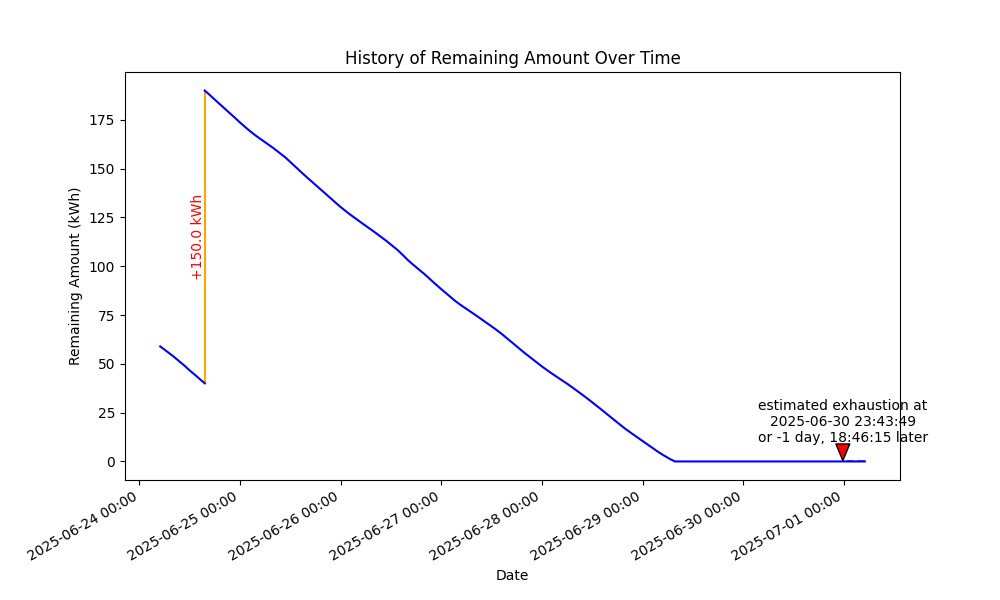 History of Remaining Amount Over Time
Remaining Amount (kWh)
175
150
125
100
75
50
25
0
+150.0 kWh
estimated exhaustion at
2025-06-30 23:43:49
or -1 day, 18:46:15 later
2025-06-24 00:00
2025-06-25 00:00
2025-06-26 00:00
2025-06-27 00:00
2025-06-28 00:00
2025-06-29 00:00
2025-06-30 00:00
2025-07-01 00:00
Date